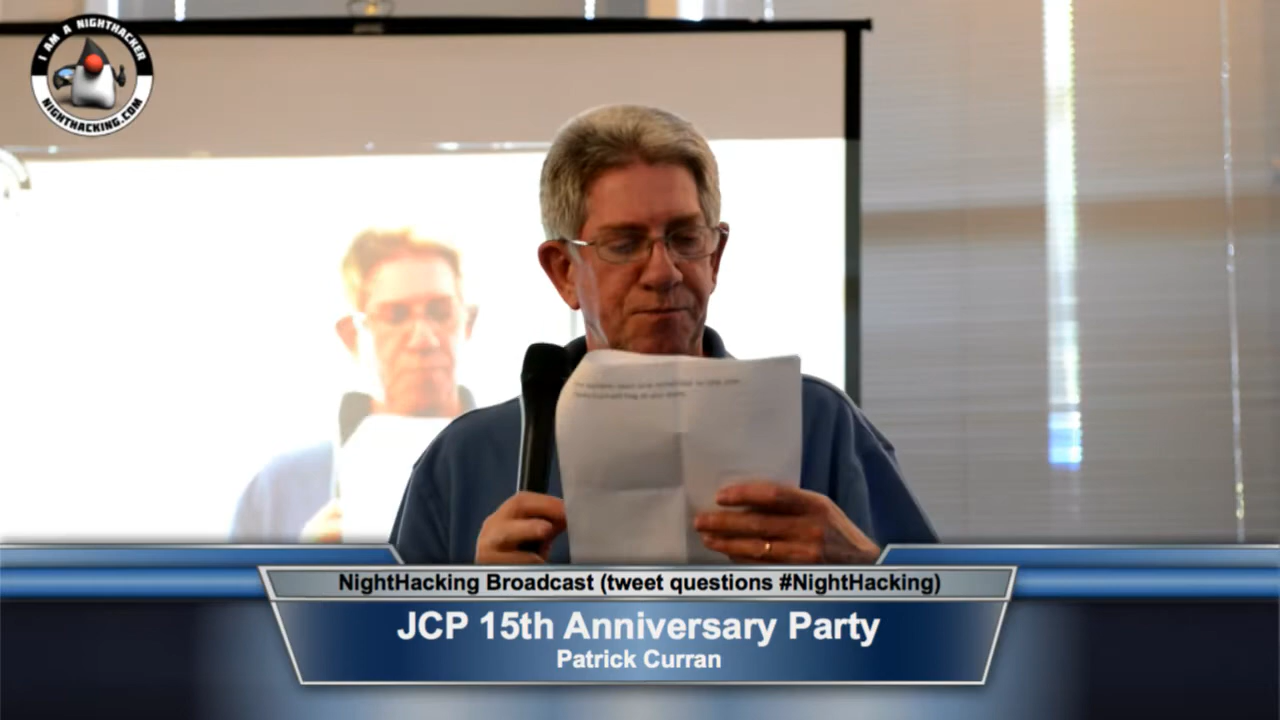 I AM A NIGHTHACKER
NIGHTHACKING.COM
NightHacking Broadcast (tweet questions #NightHacking)
JCP 15th Anniversary Party
Patrick Curran